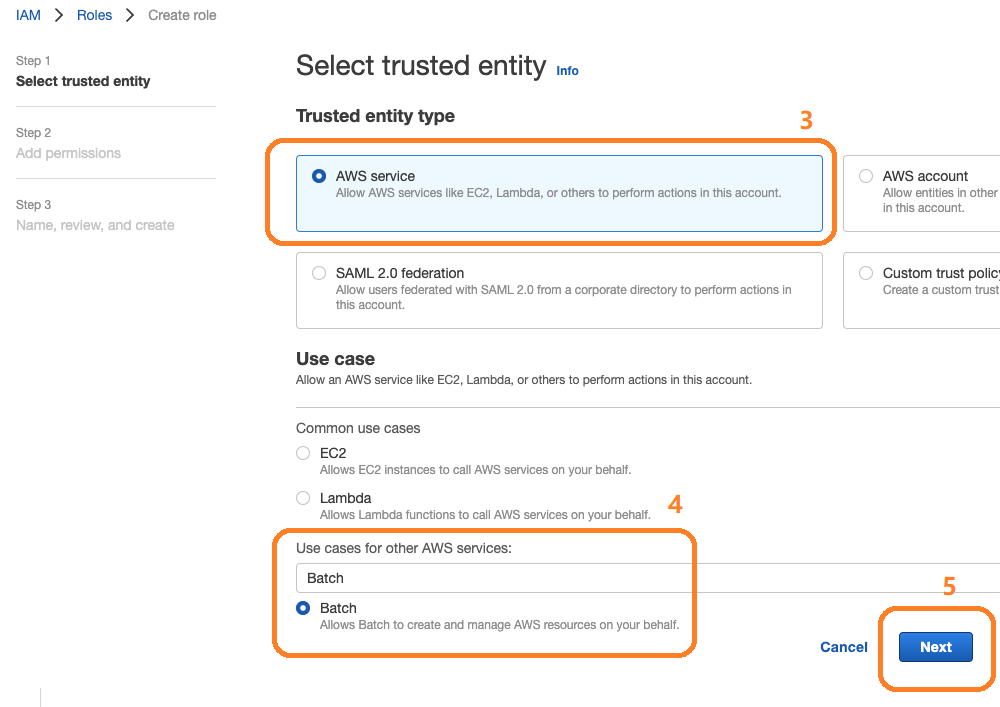 IAM > Roles > Create role
Step 1
Select trusted entity
Step 2
Add permissions
Step 3
Name, review, and create
Select trusted entity Info
Trusted entity type
3
AWS service
Allow AWS services like EC2, Lambda, or others to perform actions in this account.
AWS account
Allow entities in other
in this account.
SAML 2.0 federation
Allow users federated with SAML 2.0 from a corporate directory to perform actions in
this account.
Custom trust policy
Create a custom trust
Use case
Allow an AWS service like EC2, Lambda, or others to perform actions in this account.
Common use cases
EC2
Allows EC2 instances to call AWS services on your behalf.
Lambda
Allows Lambda functions to call AWS services on your behalf.
4
Use cases for other AWS services:
Batch
Batch
Allows Batch to create and manage AWS resources on your behalf.
5
Cancel
Next